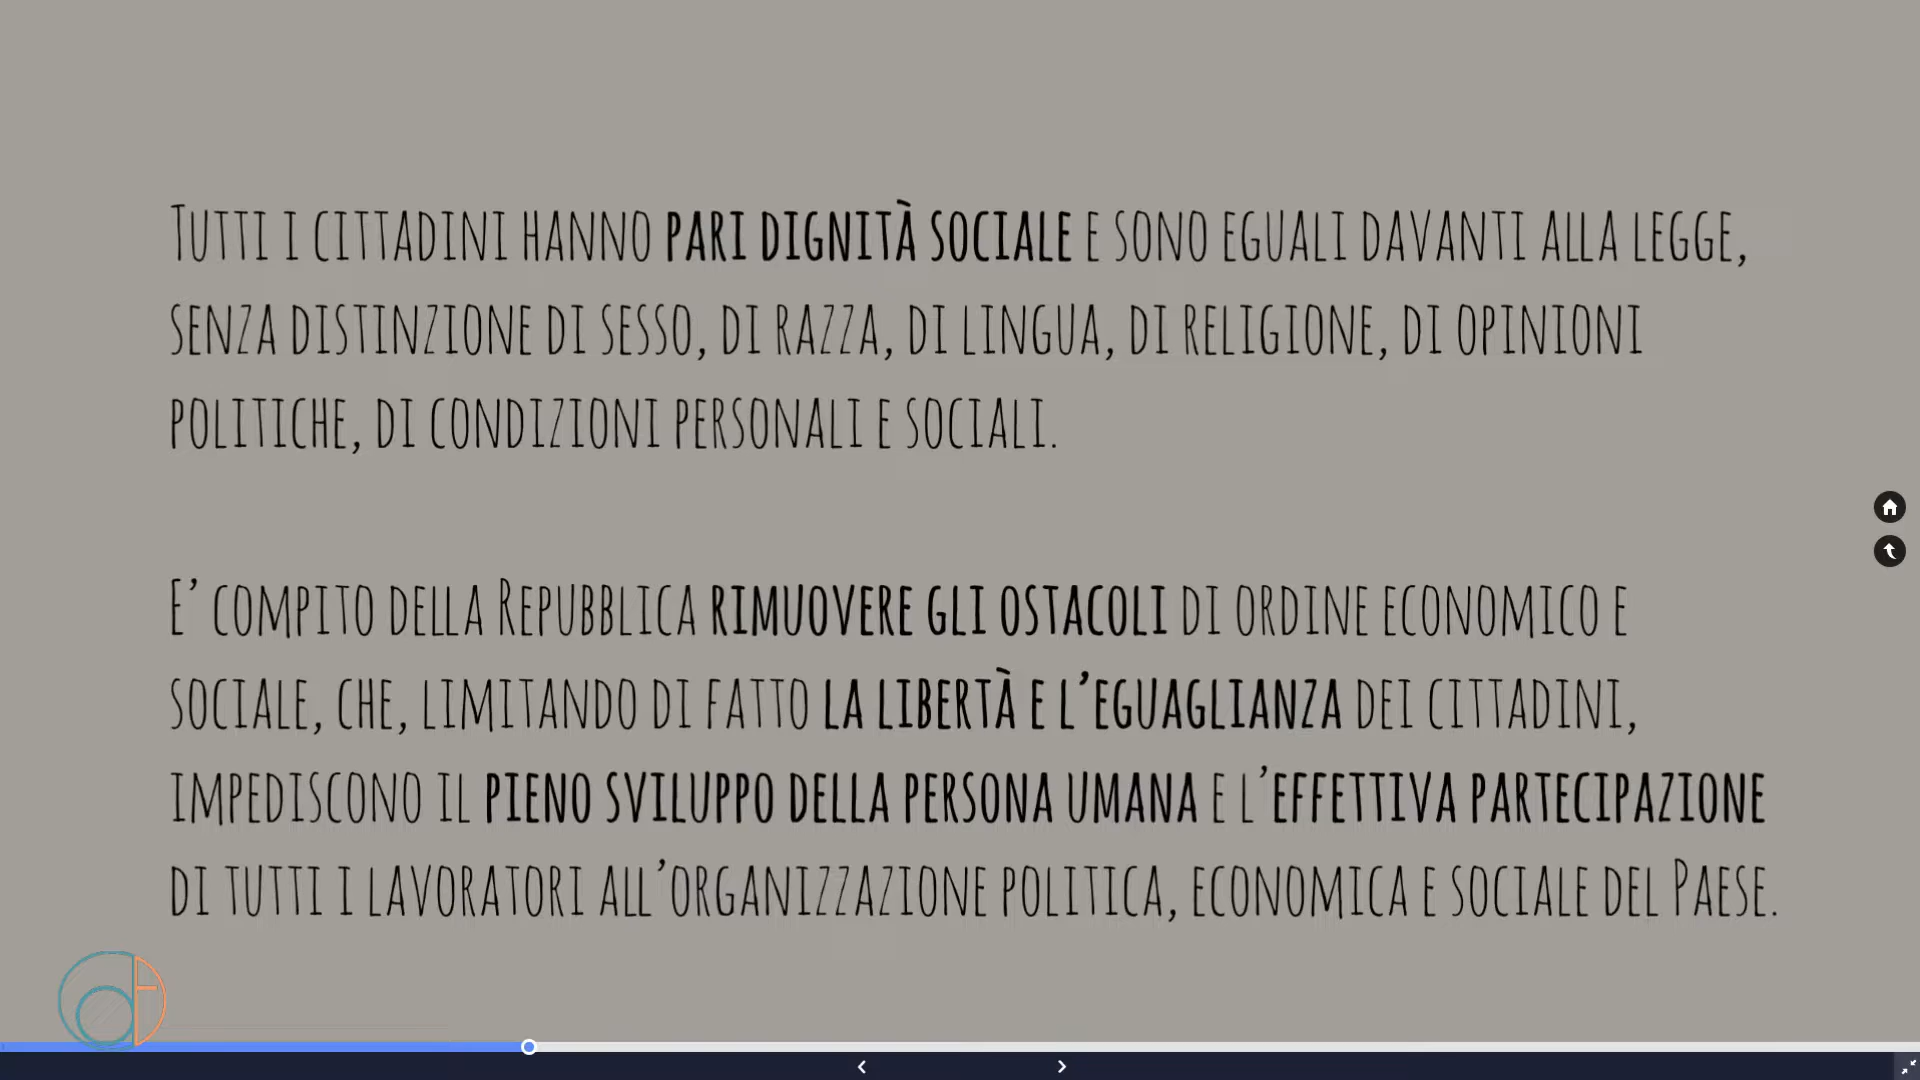 Tutti i cittadini hanno pari dignità sociale e sono eguali davanti alla legge,
senza distinzione di sesso, di razza, di lingua, di religione, di opinioni
politiche, di condizioni personali e sociali.
E’ compito della Repubblica rimuovere gli ostacoli di ordine economico e
sociale, che, limitando di fatto la libertà e l’eguaglianza dei cittadini,
impediscono il pieno sviluppo della persona umana e l’effettiva partecipazione
di tutti i lavoratori all’organizzazione politica, economica e sociale del Paese.